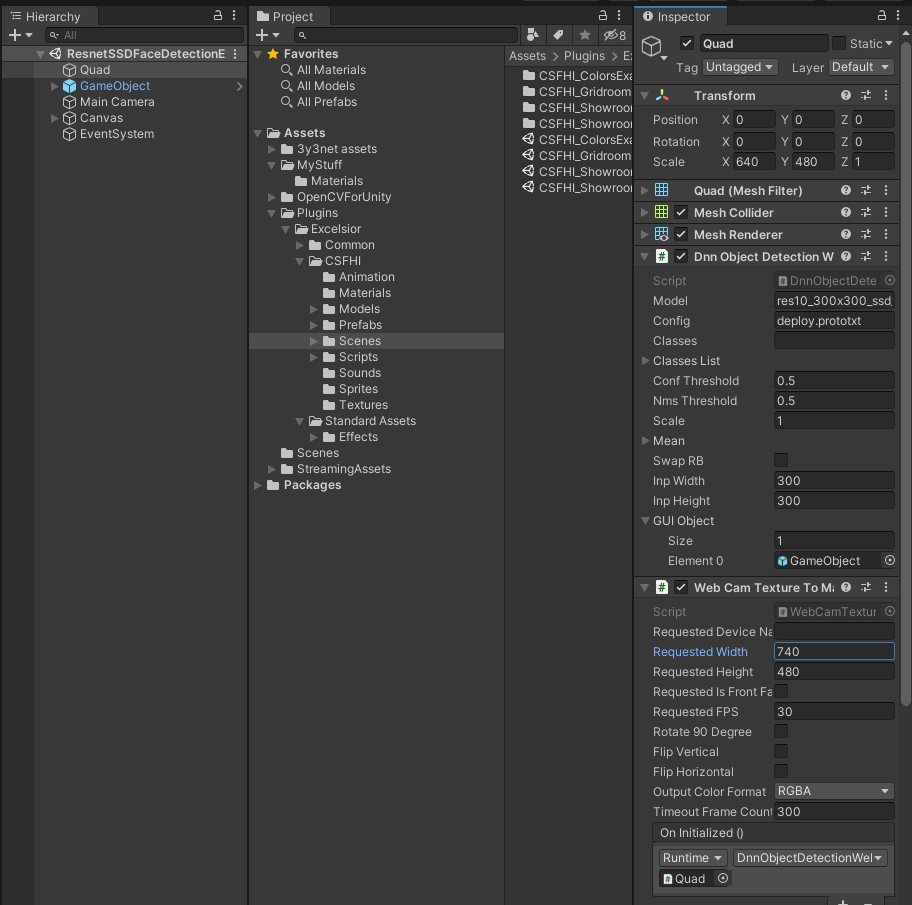 Hierarchy
All
ResnetSSDFaceDetectionE
Quad
GameObject
Main Camera
Canvas
EventSystem
Project
8
Favorites
All Materials
All Models
All Prefabs
Assets
3y3net assets
MyStuff
Materials
OpenCVForUnity
Plugins
Excelsior
Common
CSFHI
Animation
Materials
Models
Prefabs
Scenes
Scripts
Sounds
Sprites
Textures
Standard Assets
Effects
Scenes
StreamingAssets
Packages
Assets > Plugins > E
CSFHI_ColorsExa
CSFHI_Gridroom
CSFHI_Showroom
CSFHI_Showroom
CSFHI_ColorsExa
CSFHI_Gridroom
CSFHI_Showroom
CSFHI_Showroom
Inspector
Quad Static
Tag Untagged Layer Default
Transform
Position X 0 Y 0 Z 0
Rotation X 0 Y 0 Z 0
Scale X 640 Y 480 Z 1
Quad (Mesh Filter)
Mesh Collider
Mesh Renderer
# Dnn Object Detection W
Script # DnnObjectDete
Model res10_300x300_ssd_
Config deploy.prototxt
Classes
Classes List
Conf Threshold 0.5
Nms Threshold 0.5
Scale 1
Mean
Swap RB
Inp Width 300
Inp Height 300
GUI Object
Size 1
Element 0 GameObject
# Web Cam Texture To Ma
Script # WebCamTextur
Requested Device Na
Requested Width 740
Requested Height 480
Requested Is Front Fa
Requested FPS 30
Rotate 90 Degree
Flip Vertical
Flip Horizontal
Output Color Format RGBA
Timeout Frame Count 300
On Initialized ()
Runtime DnnObjectDetectionWel
# Quad